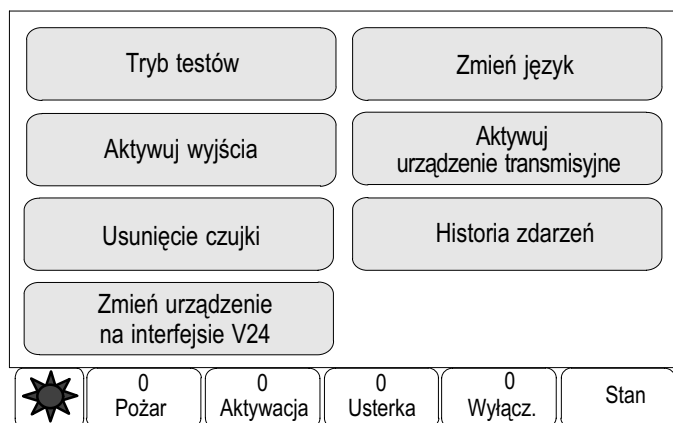 Tryb testów
Zmień język
Aktywuj wyjścia
Aktywuj
urządzenie transmisyjne
Usunięcie czujki
Historia zdarzeń
Zmień urządzenie
na interfejsie V24
0
Pożar
0
Aktywacja
0
Usterka
0
Wyłącz.
Stan